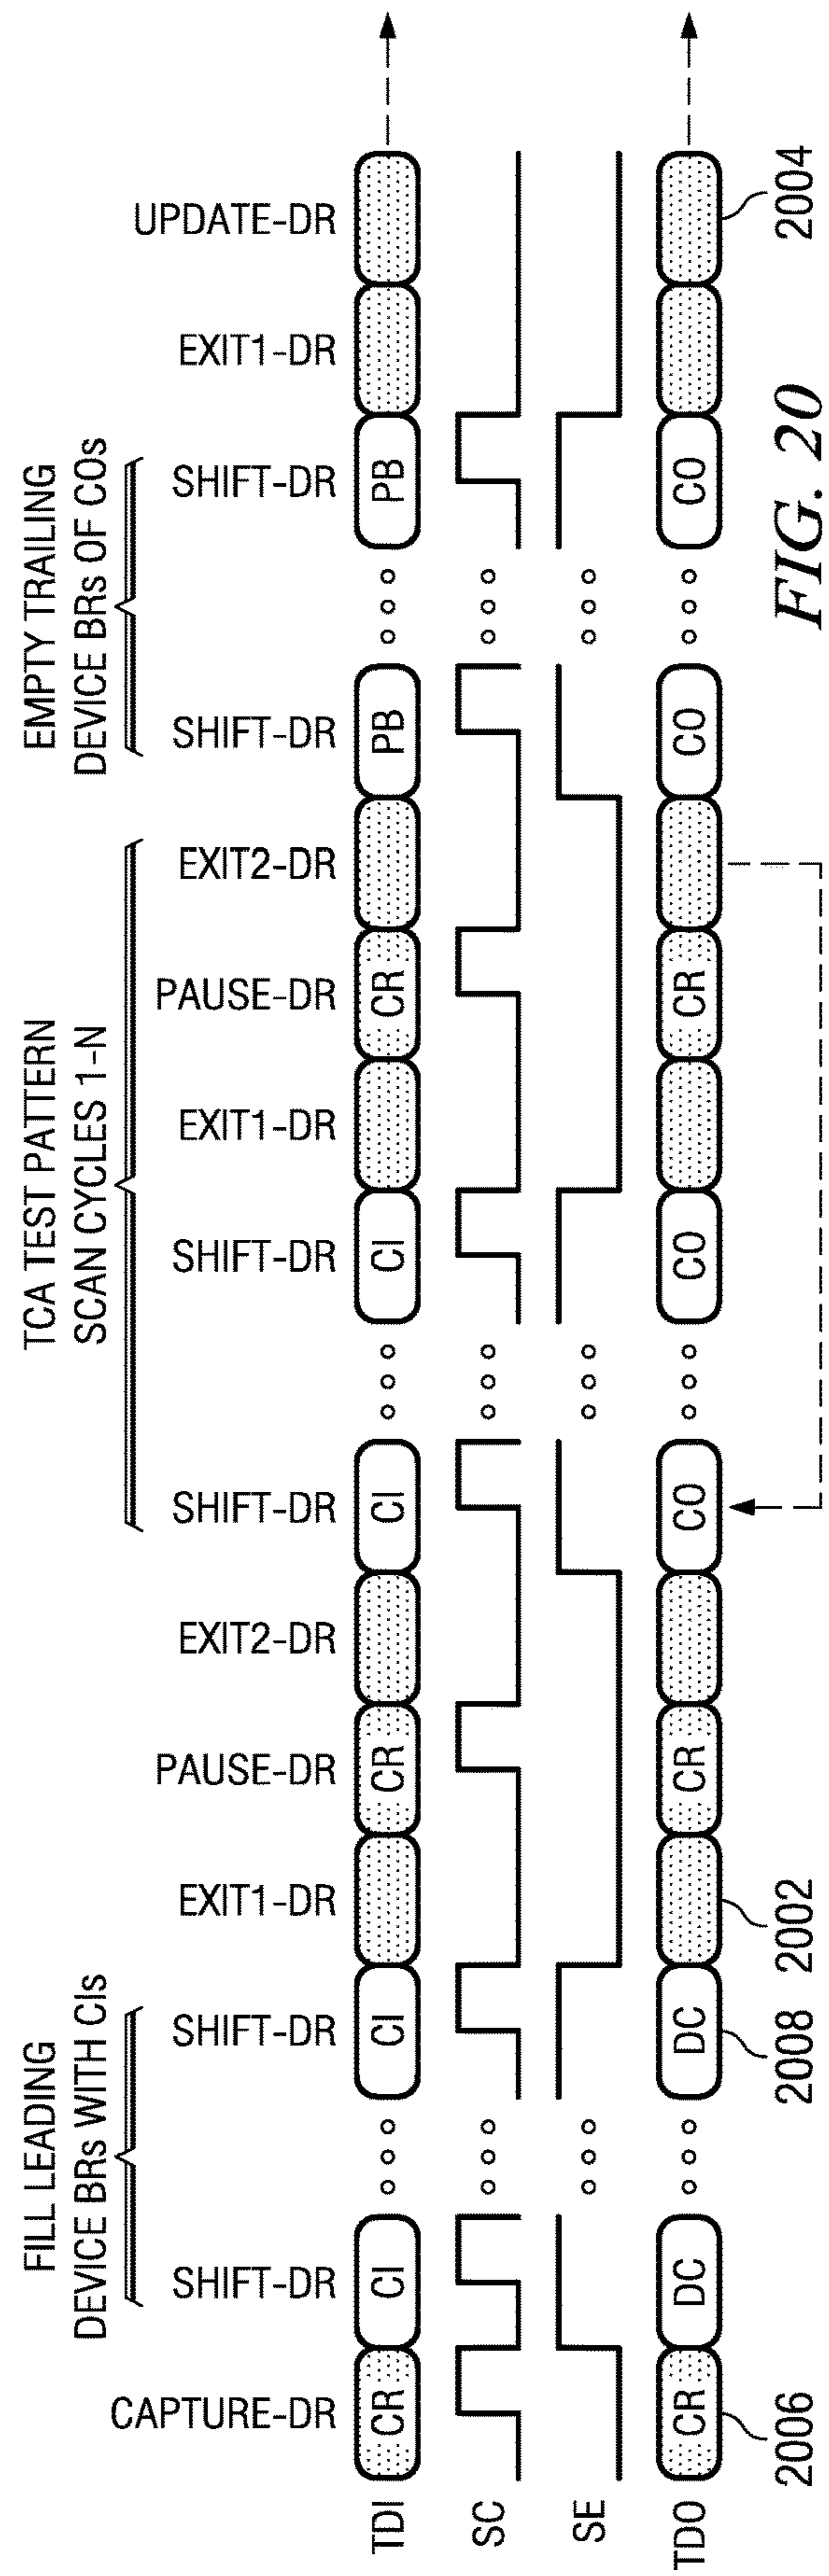 FILL LEADING
DEVICE BRs WITH CIs
TCA TEST PATTERN
SCAN CYCLES 1-N
EMPTY TRAILING
DEVICE BRs OF COs
CAPTURE-DR
SHIFT-DR
SHIFT-DR
EXIT1-DR
PAUSE-DR
EXIT2-DR
SHIFT-DR
SHIFT-DR
EXIT1-DR
PAUSE-DR
EXIT2-DR
SHIFT-DR
SHIFT-DR
EXIT1-DR
UPDATE-DR
TDI CR CI CI CR CI CI CR PB PB
SC
SE
TDO CR DC DC CR CO CO CR CO CO
2006
2008
2002
2004
FIG. 20